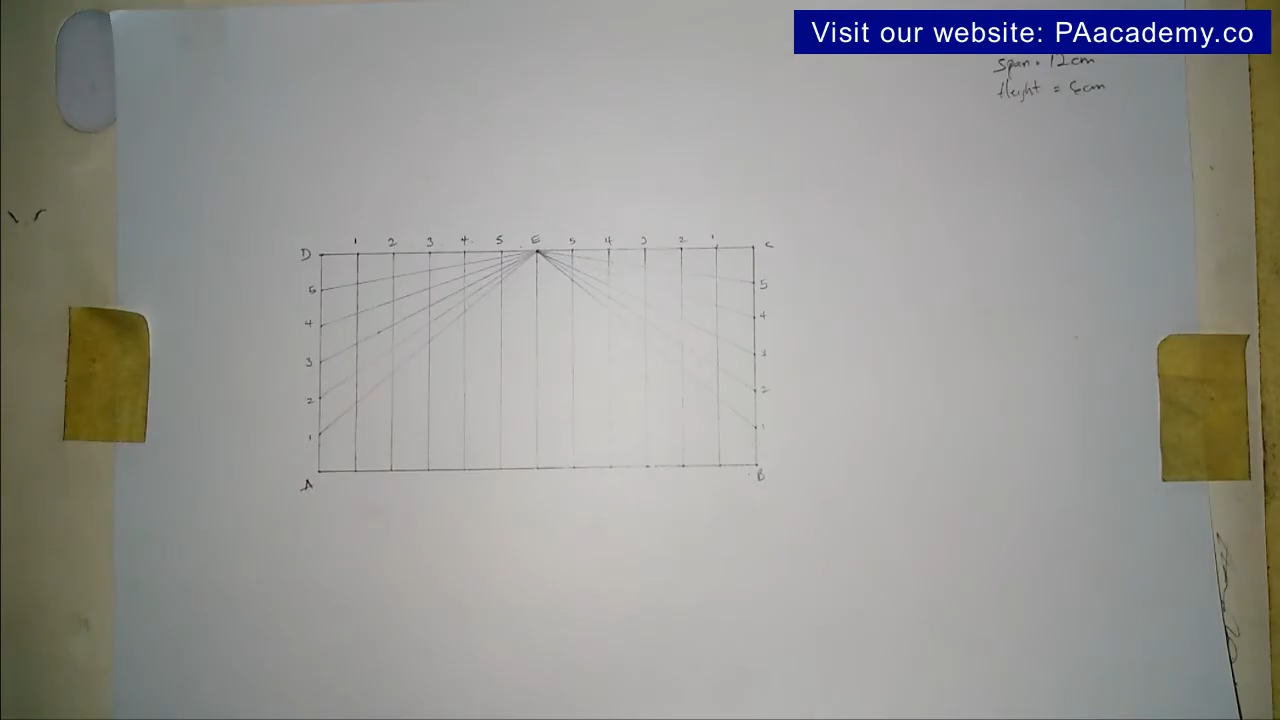 Visit our website: PAacademy.co
span = 12cm
Height = 6cm
D 1 2 3 4 5 E 5 4 3 2 1 C
5 5
4 4
3 3
2 2
1 1
A B